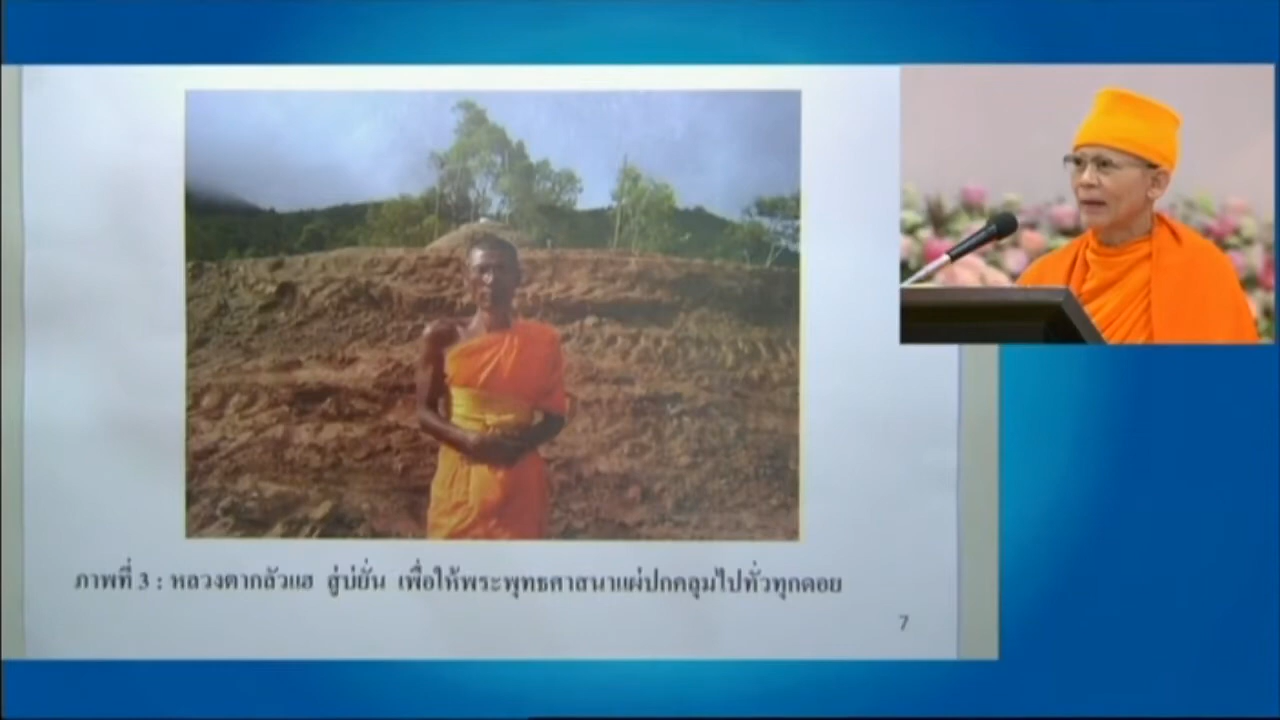 ภาพที่ 3 : หลวงตากลัวแฮ สู่บ่ยั่น เพื่อให้พระพุทธศาสนาแผ่ปกคลุมไปทั่วทุกดอย
7